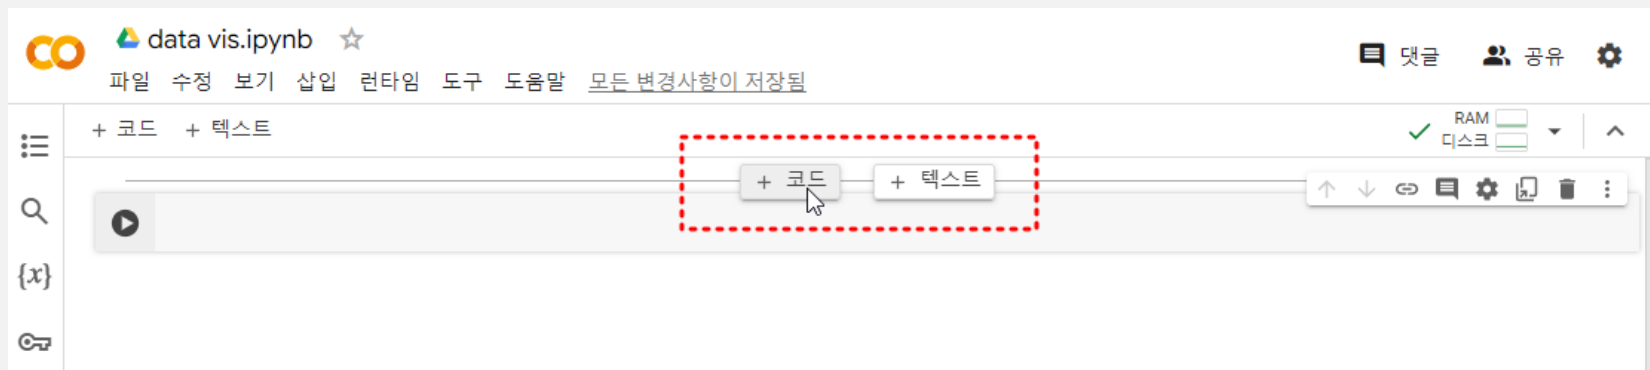 data vis.ipynb
댓글 공유
파일 수정 보기 삽입 런타임 도구 도움말 모든 변경사항이 저장됨
+ 코드 + 텍스트
RAM
디스크
+ 코드 + 텍스트
{x}